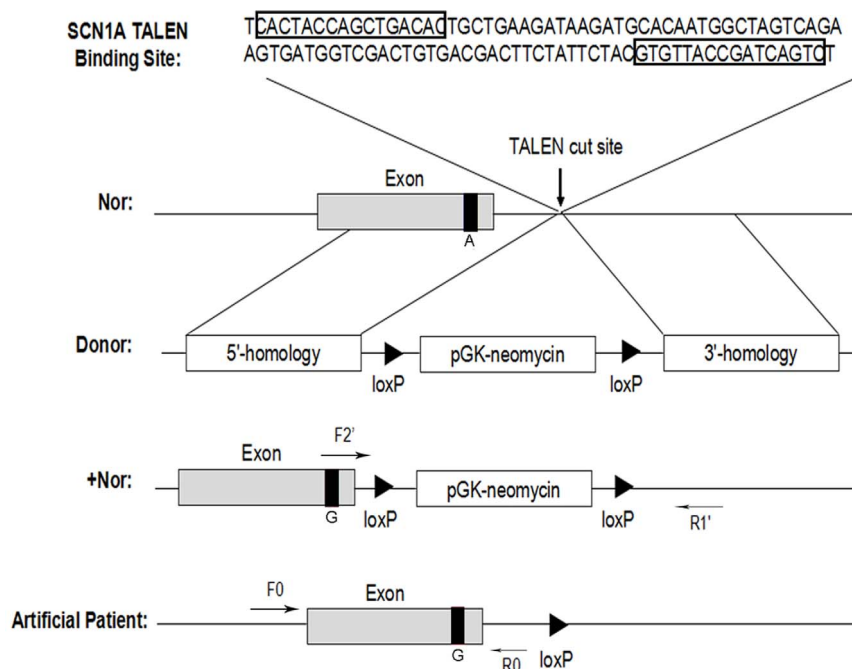 SCN1A TALEN
Binding Site:
TCACTACCAGCTGACACTGCTGAAGATAAGATGCACAATGGCTAGTCAGA
AGTGATGGTCGACTGTGACGACTTCTATTCTACGTGTTACCGATCAGTCT
TALEN cut site
Exon
Nor:
A
Donor:
5'-homology
pGK-neomycin
3'-homology
loxP
loxP
F2'
Exon
+Nor:
pGK-neomycin
G
loxP
loxP
R1'
F0
Exon
Artificial Patient:
G
R0
loxP